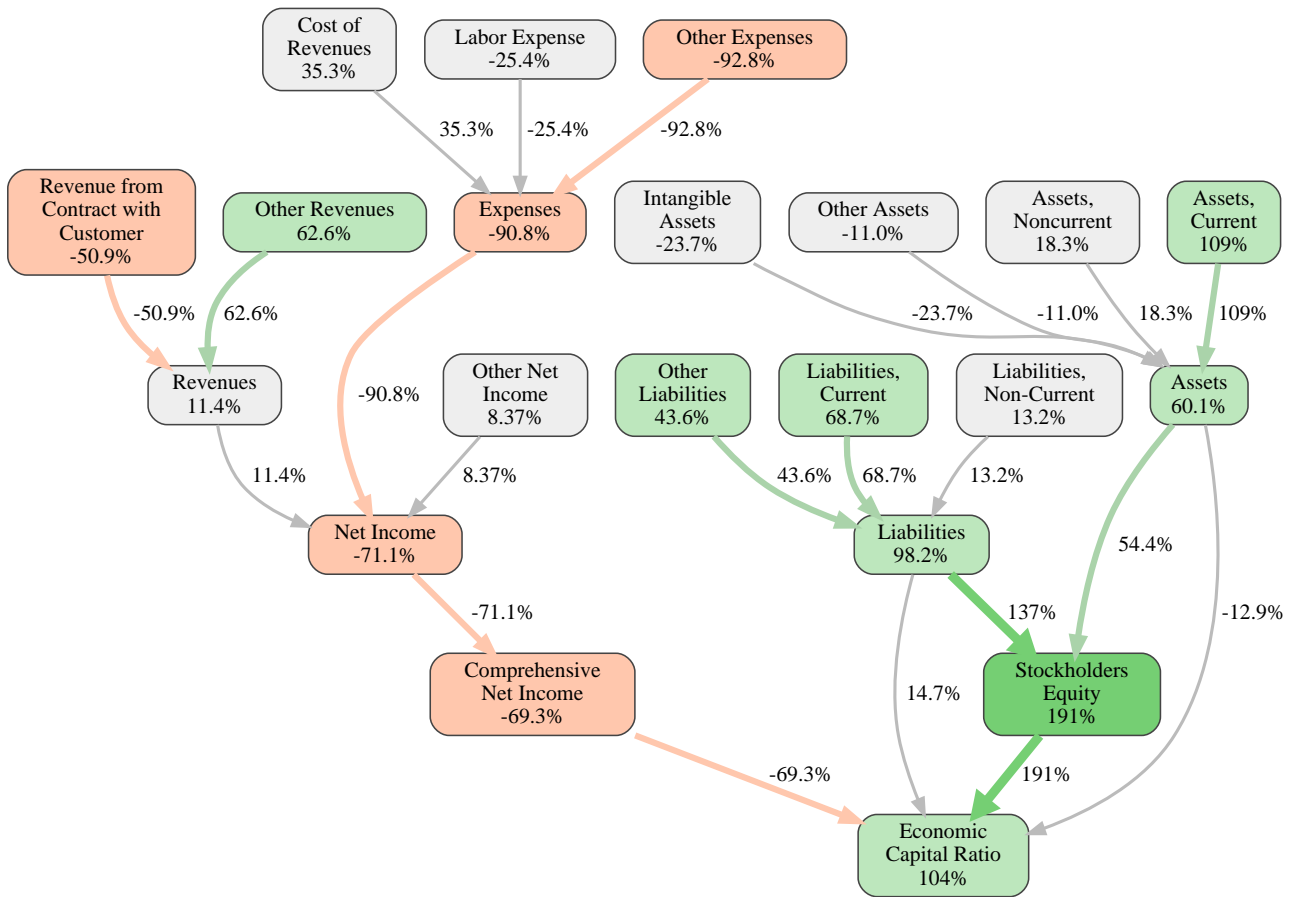 Cost of
Revenues
35.3%
Labor Expense
-25.4%
Other Expenses
-92.8%
35.3%
-25.4%
-92.8%
Revenue from
Contract with
Customer
-50.9%
Other Revenues
62.6%
Expenses
-90.8%
Intangible
Assets
-23.7%
Other Assets
-11.0%
Assets,
Noncurrent
18.3%
Assets,
Current
109%
-50.9%
62.6%
-23.7%
-11.0%
18.3%
109%
Revenues
11.4%
-90.8%
Other Net
Income
8.37%
Other
Liabilities
43.6%
Liabilities,
Current
68.7%
Liabilities,
Non-Current
13.2%
Assets
60.1%
11.4%
8.37%
43.6%
68.7%
13.2%
Net Income
-71.1%
Liabilities
98.2%
54.4%
-71.1%
137%
-12.9%
Comprehensive
Net Income
-69.3%
14.7%
Stockholders
Equity
191%
-69.3%
191%
Economic
Capital Ratio
104%